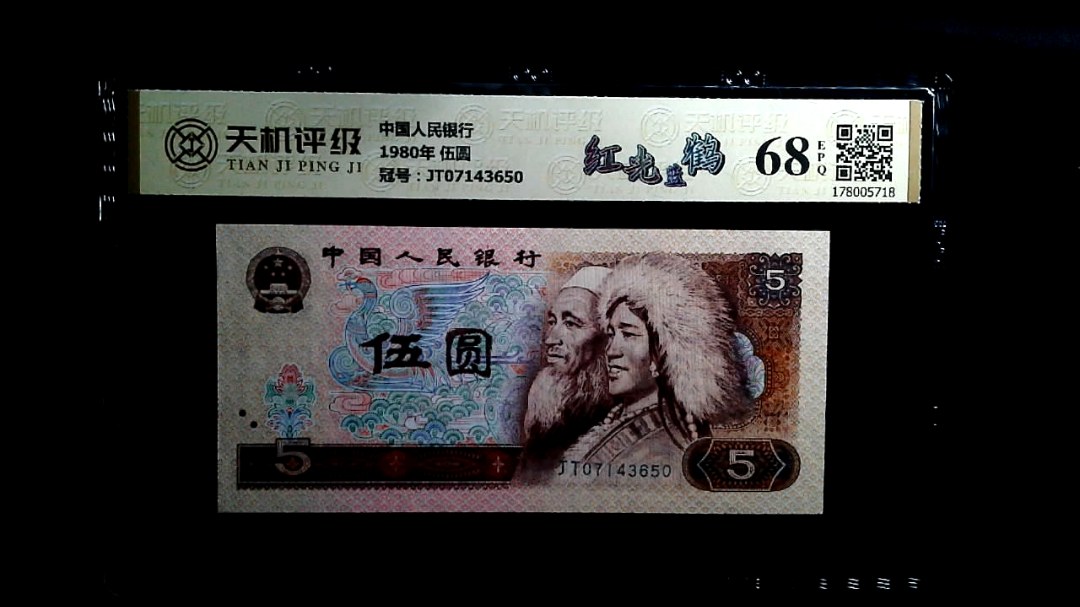 天机评级
TIAN JI PING JI
中国人民银行
1980年 伍圆
冠号：JT07143650
红光蓝鹤
68
EPQ
178005718
中国人民银行
5
伍圆
5
JT07143650
5